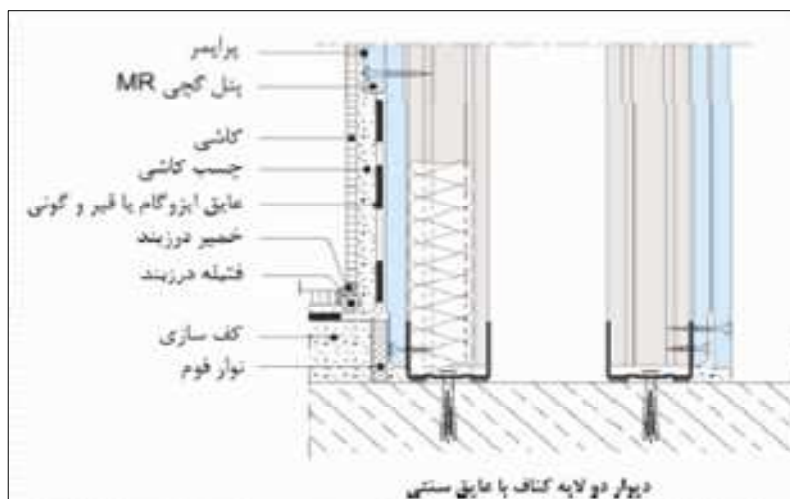 پرایمر
پنل گچی MR
کاشی
چسب کاشی
عایق ایزوگام یا قیر و گونی
خمیر درزبند
فتیله درزبند
کف سازی
نوار فوم
دیوار دو لایه کناف با عایق سنتی